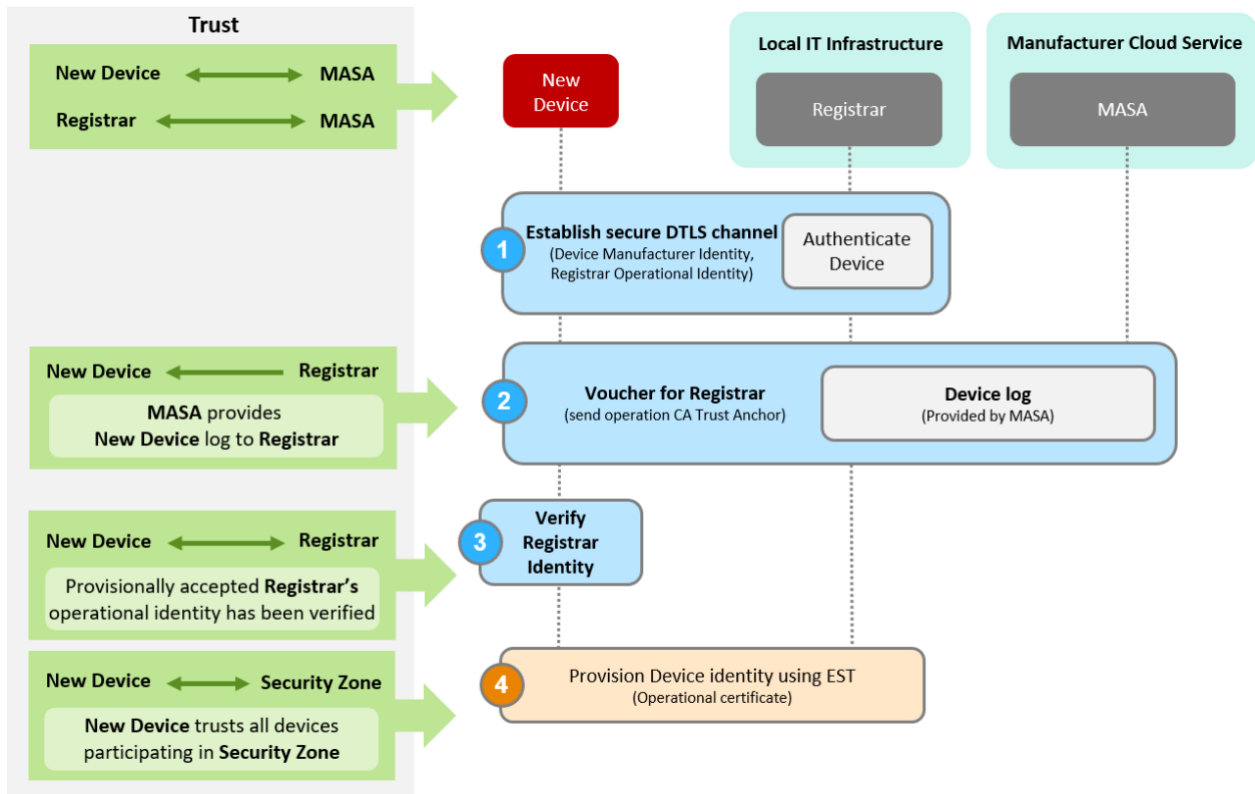 Trust
New Device MASA
Registrar MASA
New
Device
Local IT Infrastructure
Registrar
Manufacturer Cloud Service
MASA
1
Establish secure DTLS channel
(Device Manufacturer Identity,
Registrar Operational Identity)
Authenticate
Device
New Device Registrar
MASA provides
New Device log to Registrar
2
Voucher for Registrar
(send operation CA Trust Anchor)
Device log
(Provided by MASA)
New Device Registrar
Provisionally accepted Registrar's
operational identity has been verified
3
Verify
Registrar
Identity
New Device Security Zone
New Device trusts all devices
participating in Security Zone
4
Provision Device identity using EST
(Operational certificate)